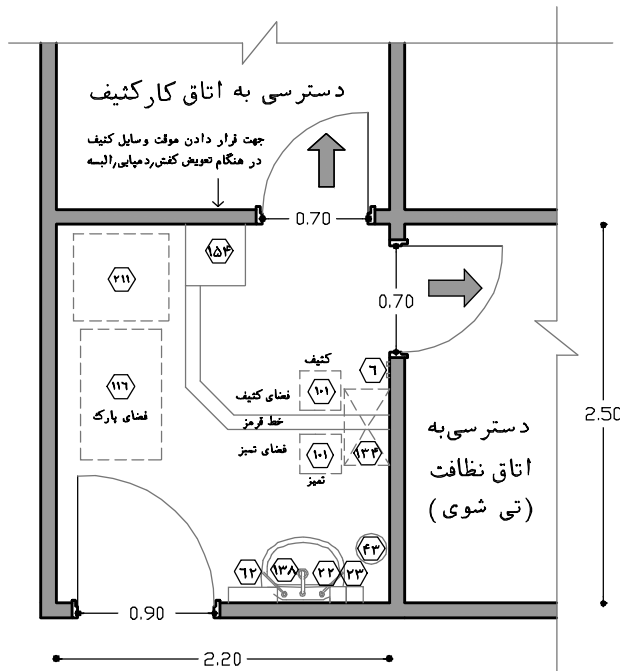 دسترسی به اتاق کارکثیف
جهت قرار دادن موقت وسایل کثیف
در هنگام تعویض کفش,دمپایی,البسه
0.70
۱۵۴
۲۱۱
0.70
۶
کثیف
۱۰۱
فضای کثیف
خط قرمز
فضای تمیز
۱۰۱
تمیز
۱۳۴
۱۱۶
فضای پارک
دسترسی به
اتاق نظافت
(تی شوی)
2.50
۴۳
۶۲
۱۳۸
۲۲
۲۳
0.90
2.20